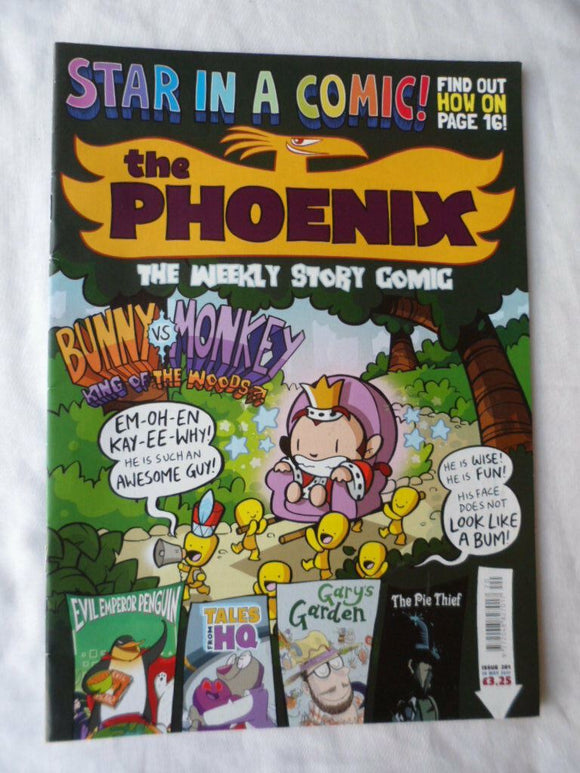 STAR IN A COMIC!
FIND OUT
HOW ON
PAGE 16!
the
PHOENIX
THE WEEKLY STORY COMIC
BUNNY VS MONKEY
KING OF THE WOODS?!
EM-OH-EN
KAY-EE-WHY!
HE IS SUCH AN
AWESOME GUY!
HE IS WISE!
HE IS FUN!
HIS FACE
DOES NOT
LOOK LIKE
A BUM!
EVIL EMPEROR PENGUIN
TALES
FROM HQ
Gary's
Garden
The Pie Thief
ISSUE 281
£3.25